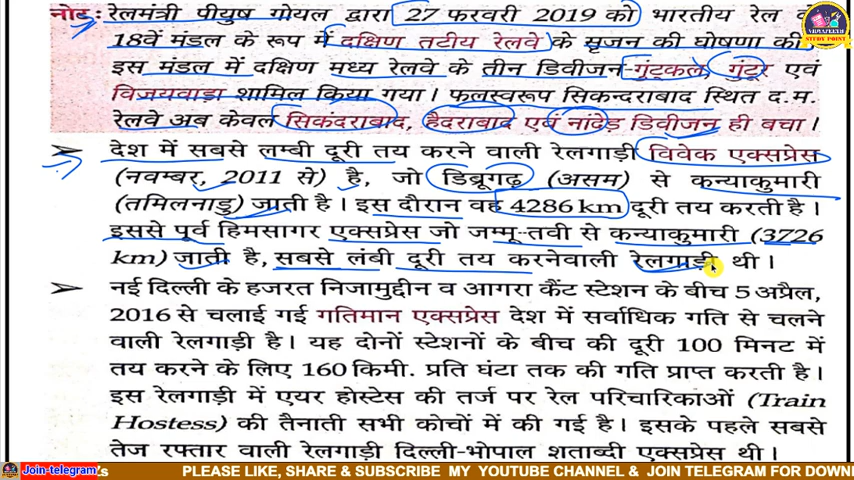 नोट: रेलमंत्री पीयुष गोयल द्वारा 27 फरवरी 2019 को भारतीय रेल के
18वें मंडल के रूप में दक्षिण तटीय रेलवे के सृजन की घोषणा की
इस मंडल में दक्षिण मध्य रेलवे के तीन डिवीजन-गुंटकल, गुंटूर एवं
विजयवाड़ा शामिल किया गया। फलस्वरूप सिकन्दराबाद स्थित द.म.
रेलवे अब केवल सिकंदराबाद, हैदराबाद एवं नांदेड़ डिवीजन ही बचा।
➤ देश में सबसे लम्बी दूरी तय करने वाली रेलगाड़ी विवेक एक्सप्रेस
(नवम्बर, 2011 से) है, जो डिब्रूगढ़ (असम) से कन्याकुमारी
(तमिलनाडु) जाती है। इस दौरान वह 4286 km दूरी तय करती है।
इससे पूर्व हिमसागर एक्सप्रेस जो जम्मू-तवी से कन्याकुमारी (3726
km) जाती है, सबसे लंबी दूरी तय करनेवाली रेलगाड़ी थी।
➤ नई दिल्ली के हजरत निजामुद्दीन व आगरा कैंट स्टेशन के बीच 5 अप्रैल,
2016 से चलाई गई गतिमान एक्सप्रेस देश में सर्वाधिक गति से चलने
वाली रेलगाड़ी है। यह दोनों स्टेशनों के बीच की दूरी 100 मिनट में
तय करने के लिए 160 किमी. प्रति घंटा तक की गति प्राप्त करती है।
इस रेलगाड़ी में एयर होस्टेस की तर्ज पर रेल परिचारिकाओं (Train
Hostess) की तैनाती सभी कोचों में की गई है। इसके पहले सबसे
तेज रफ्तार वाली रेलगाड़ी दिल्ली-भोपाल शताब्दी एक्सप्रेस थी।
Join-telegram's PLEASE LIKE, SHARE & SUBSCRIBE MY YOUTUBE CHANNEL & JOIN TELEGRAM FOR DOWN